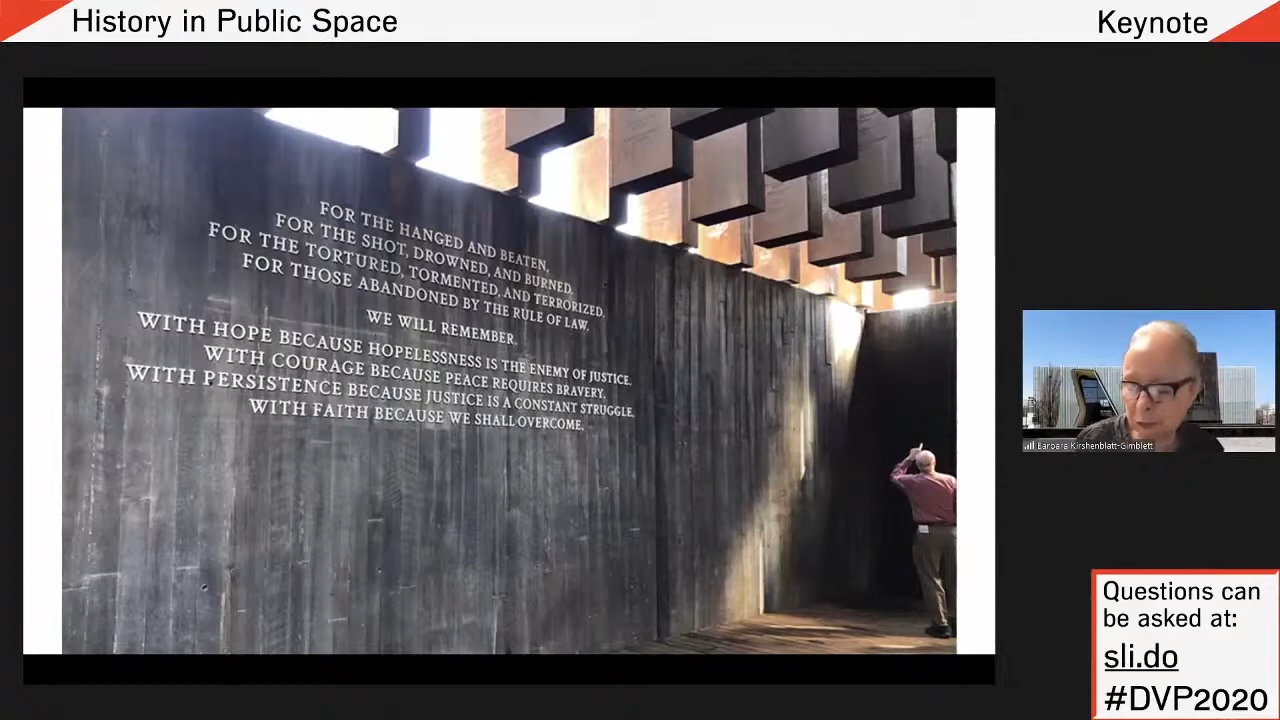 History in Public Space
Keynote
FOR THE HANGED AND BEATEN,
FOR THE SHOT, DROWNED, AND BURNED.
FOR THE TORTURED, TORMENTED, AND TERRORIZED.
FOR THOSE ABANDONED BY THE RULE OF LAW.
WE WILL REMEMBER.
WITH HOPE BECAUSE HOPELESSNESS IS THE ENEMY OF JUSTICE.
WITH COURAGE BECAUSE PEACE REQUIRES BRAVERY.
WITH PERSISTENCE BECAUSE JUSTICE IS A CONSTANT STRUGGLE.
WITH FAITH BECAUSE WE SHALL OVERCOME.
Barbara Kirshenblatt-Gimblett
Questions can
be asked at:
sli.do
#DVP2020